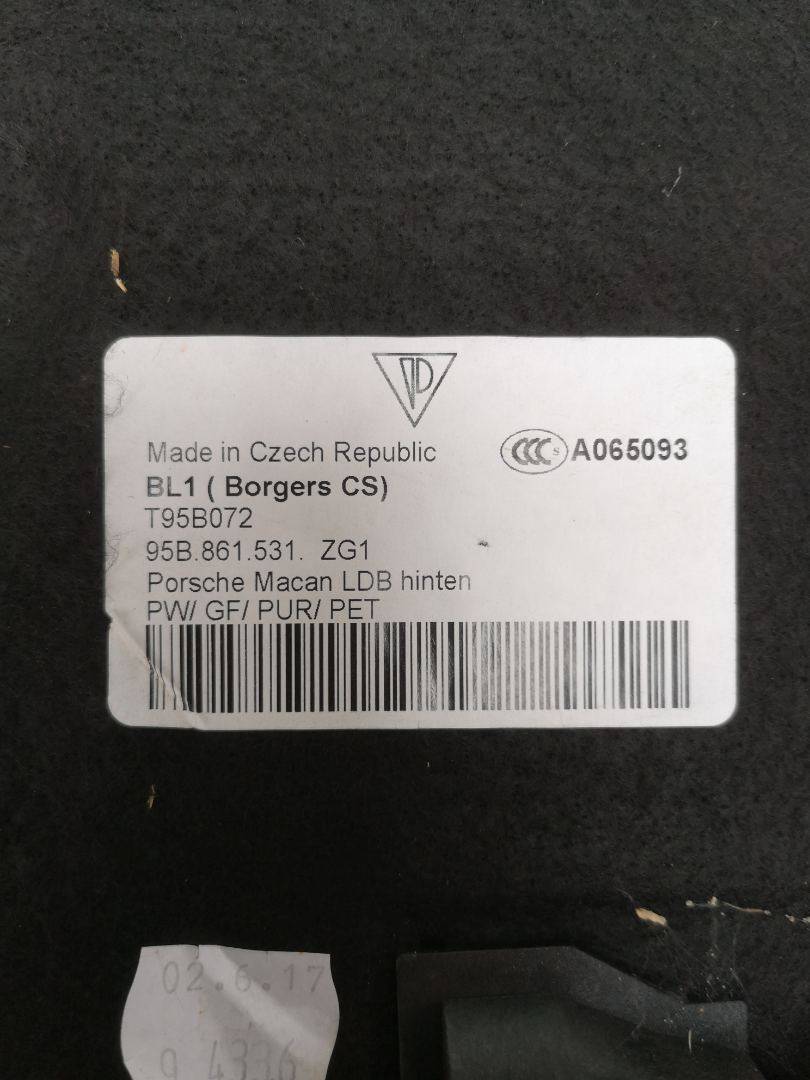 Made in Czech Republic
CCC S A065093
BL1 ( Borgers CS)
T95B072
95B.861.531. ZG1
Porsche Macan LDB hinten
PW/ GF/ PUR/ PET
02.6.17